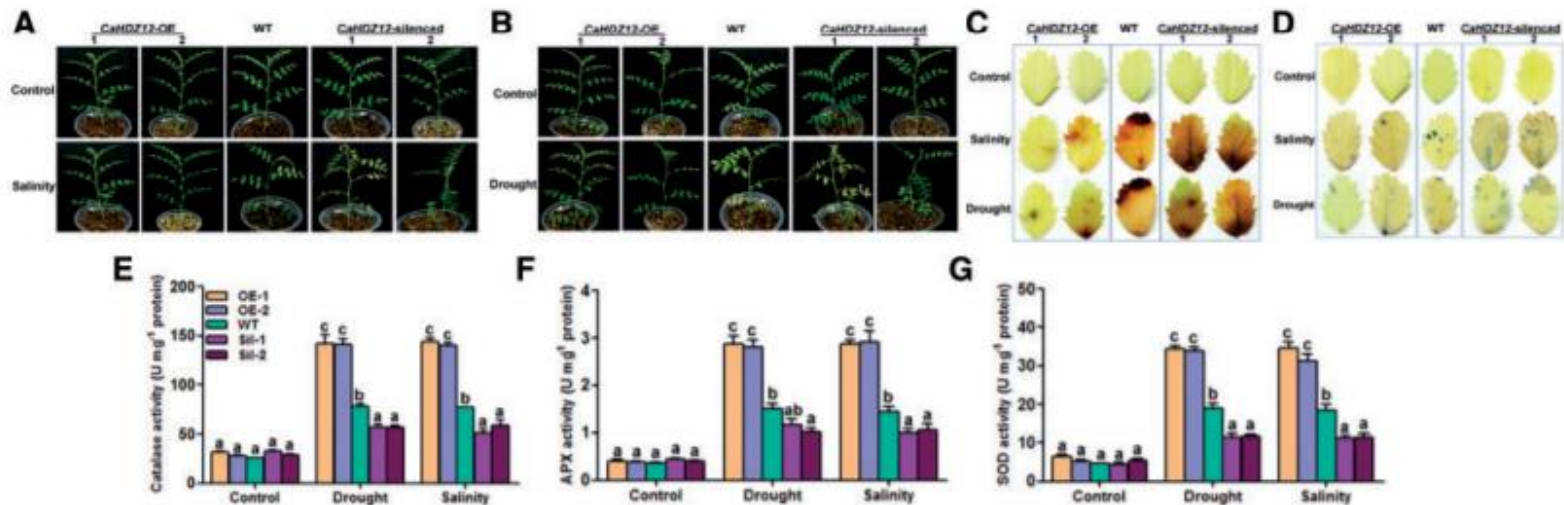 A
CaHDZ12-OE WT CaHDZ12-silenced
1 2 1 2
Control
Salinity
B
CaHDZ12-OE WT CaHDZ12-silenced
1 2 1 2
Control
Drought
C
CaHDZ12-OE WT CaHDZ12-silenced
1 2 1 2
Control
Salinity
Drought
D
CaHDZ12-OE WT CaHDZ12-silenced
1 2 1 2
Control
Salinity
Drought
E
Catalase activity (U mg-1 protein)
200
150
100
50
0
OE-1
OE-2
WT
Sil-1
Sil-2
a a a a a
c c b a a
c c b a a
Control Drought Salinity
F
APX activity (U mg-1 protein)
4
3
2
1
0
a a a a a
c c b ab a
c c b a a
Control Drought Salinity
G
SOD activity (U mg-1 protein)
50
40
30
20
10
0
a a a a a
c c b a a
c c b a a
Control Drought Salinity